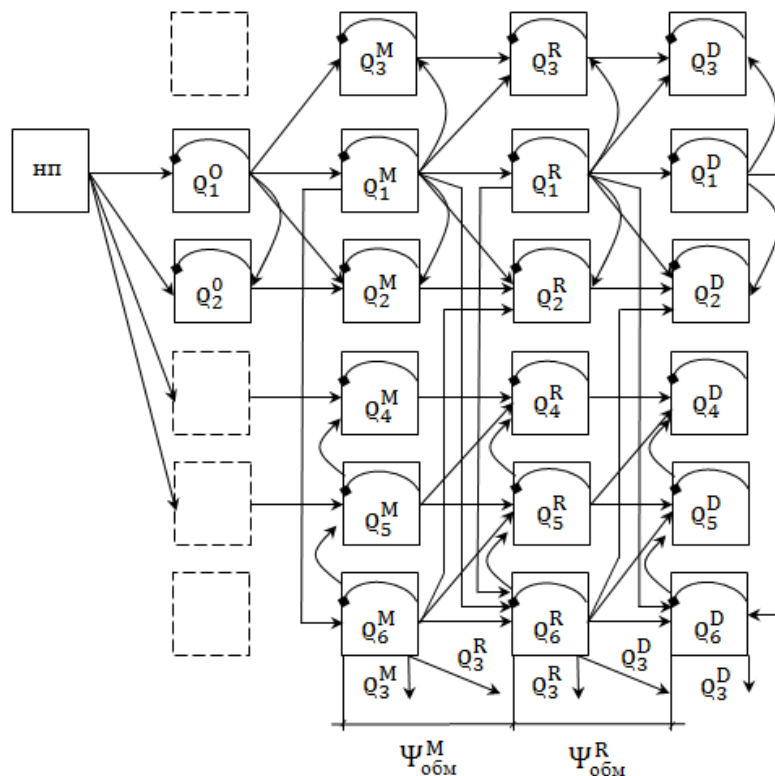 Q₃ᴹ Q₃ᴿ Q₃ᴰ
нп Q₁ᴼ Q₁ᴹ Q₁ᴿ Q₁ᴰ
Q₂⁰ Q₂ᴹ Q₂ᴿ Q₂ᴰ
Q₄ᴹ Q₄ᴿ Q₄ᴰ
Q₅ᴹ Q₅ᴿ Q₅ᴰ
Q₆ᴹ Q₆ᴿ Q₆ᴰ
Q₃ᴹ Q₃ᴿ Q₃ᴿ Q₃ᴰ Q₃ᴰ
Ψᴹобм Ψᴿобм